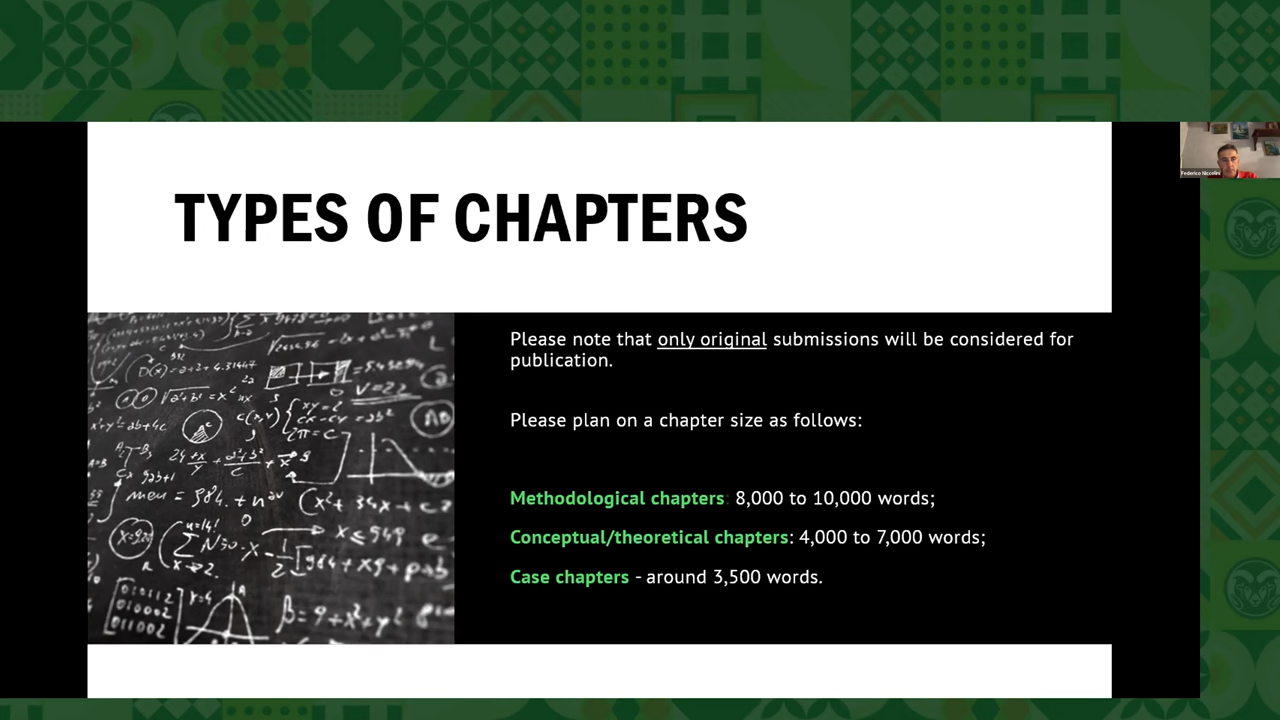 TYPES OF CHAPTERS
Federico Niccolini
Please note that only original submissions will be considered for
publication.
Please plan on a chapter size as follows:
Methodological chapters: 8,000 to 10,000 words;
Conceptual/theoretical chapters: 4,000 to 7,000 words;
Case chapters - around 3,500 words.